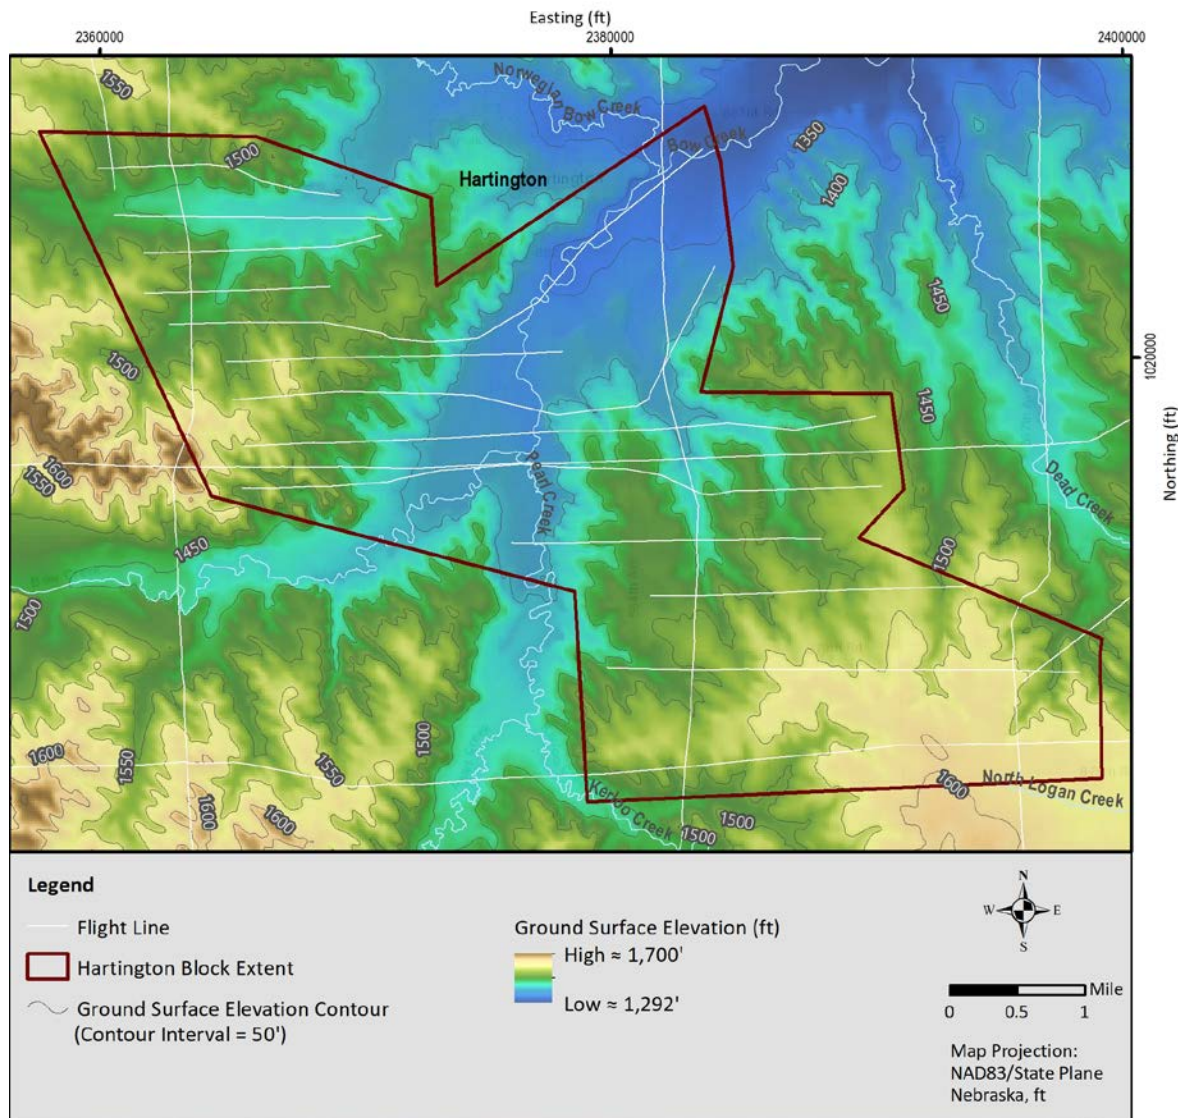 Easting (ft)
2360000
2380000
2400000
1550
Norwegian
Bow Creek
Bow Creek
1350
1500
Hartington
1400
1450
1020000
Northing (ft)
1500
1450
1600
1550
Pearl Creek
Dead Creek
1450
1500
1500
1500
1600
1550
1550
1600
1600
Kerloo Creek
1500
1500
1600
North Logan Creek
Legend
Flight Line
Hartington Block Extent
Ground Surface Elevation Contour
(Contour Interval = 50')
Ground Surface Elevation (ft)
High ≈ 1,700'
Low ≈ 1,292'
N
W
E
S
Mile
0
0.5
1
Map Projection:
NAD83/State Plane
Nebraska, ft